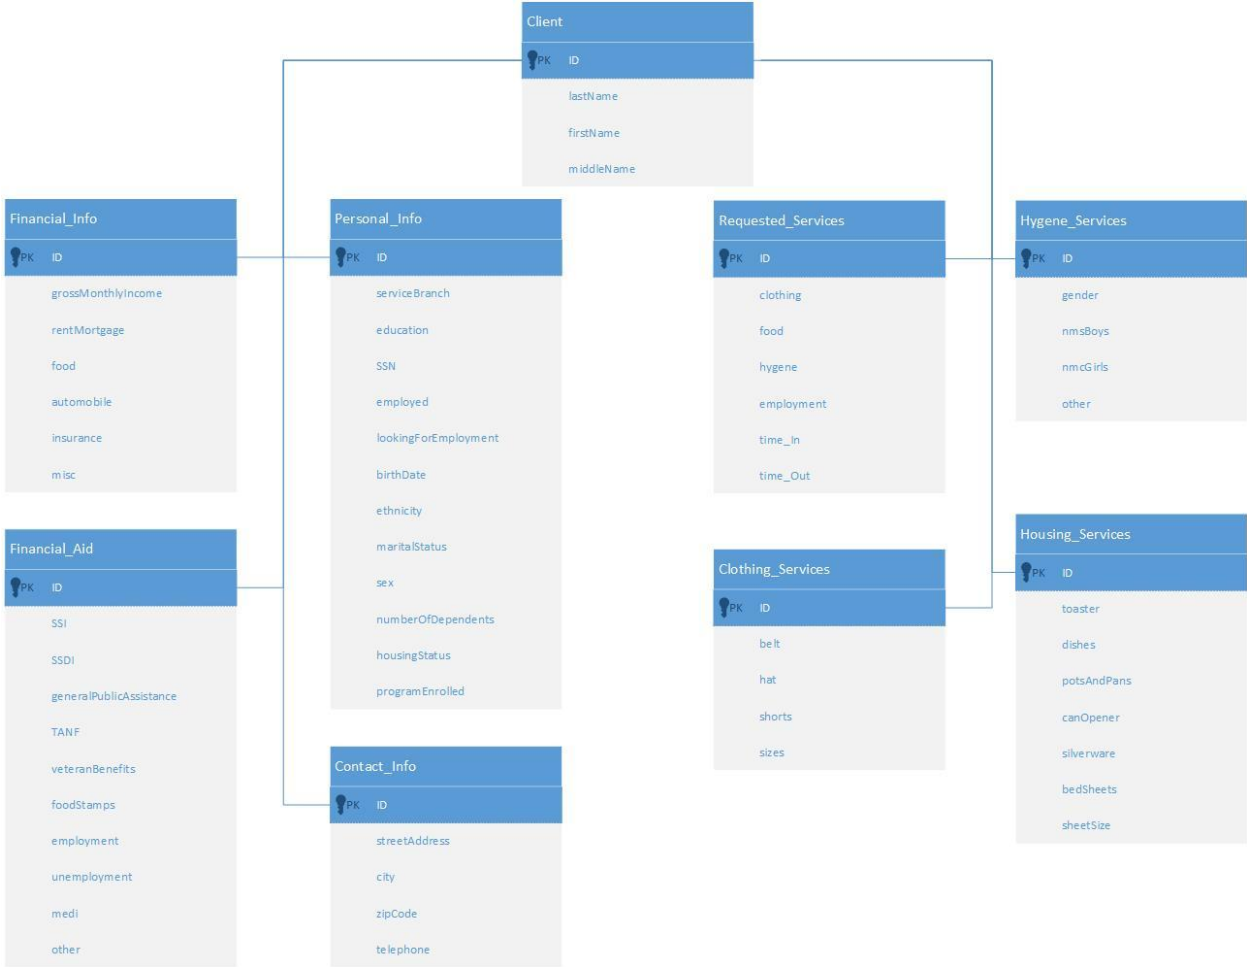 Client
PK ID
lastName
firstName
middleName
Financial_Info
PK ID
grossMonthlyIncome
rentMortgage
food
automobile
insurance
misc
Personal_Info
PK ID
serviceBranch
education
SSN
employed
lookingForEmployment
birthDate
ethnicity
maritalStatus
sex
numberOfDependents
housingStatus
programEnrolled
Requested_Services
PK ID
clothing
food
hygene
employment
time_In
time_Out
Hygene_Services
PK ID
gender
nmsBoys
nmcGirls
other
Financial_Aid
PK ID
SSI
SSDI
generalPublicAssistance
TANF
veteranBenefits
foodStamps
employment
unemployment
medi
other
Contact_Info
PK ID
streetAddress
city
zipCode
telephone
Clothing_Services
PK ID
belt
hat
shorts
sizes
Housing_Services
PK ID
toaster
dishes
potsAndPans
canOpener
silverware
bedSheets
sheetSize